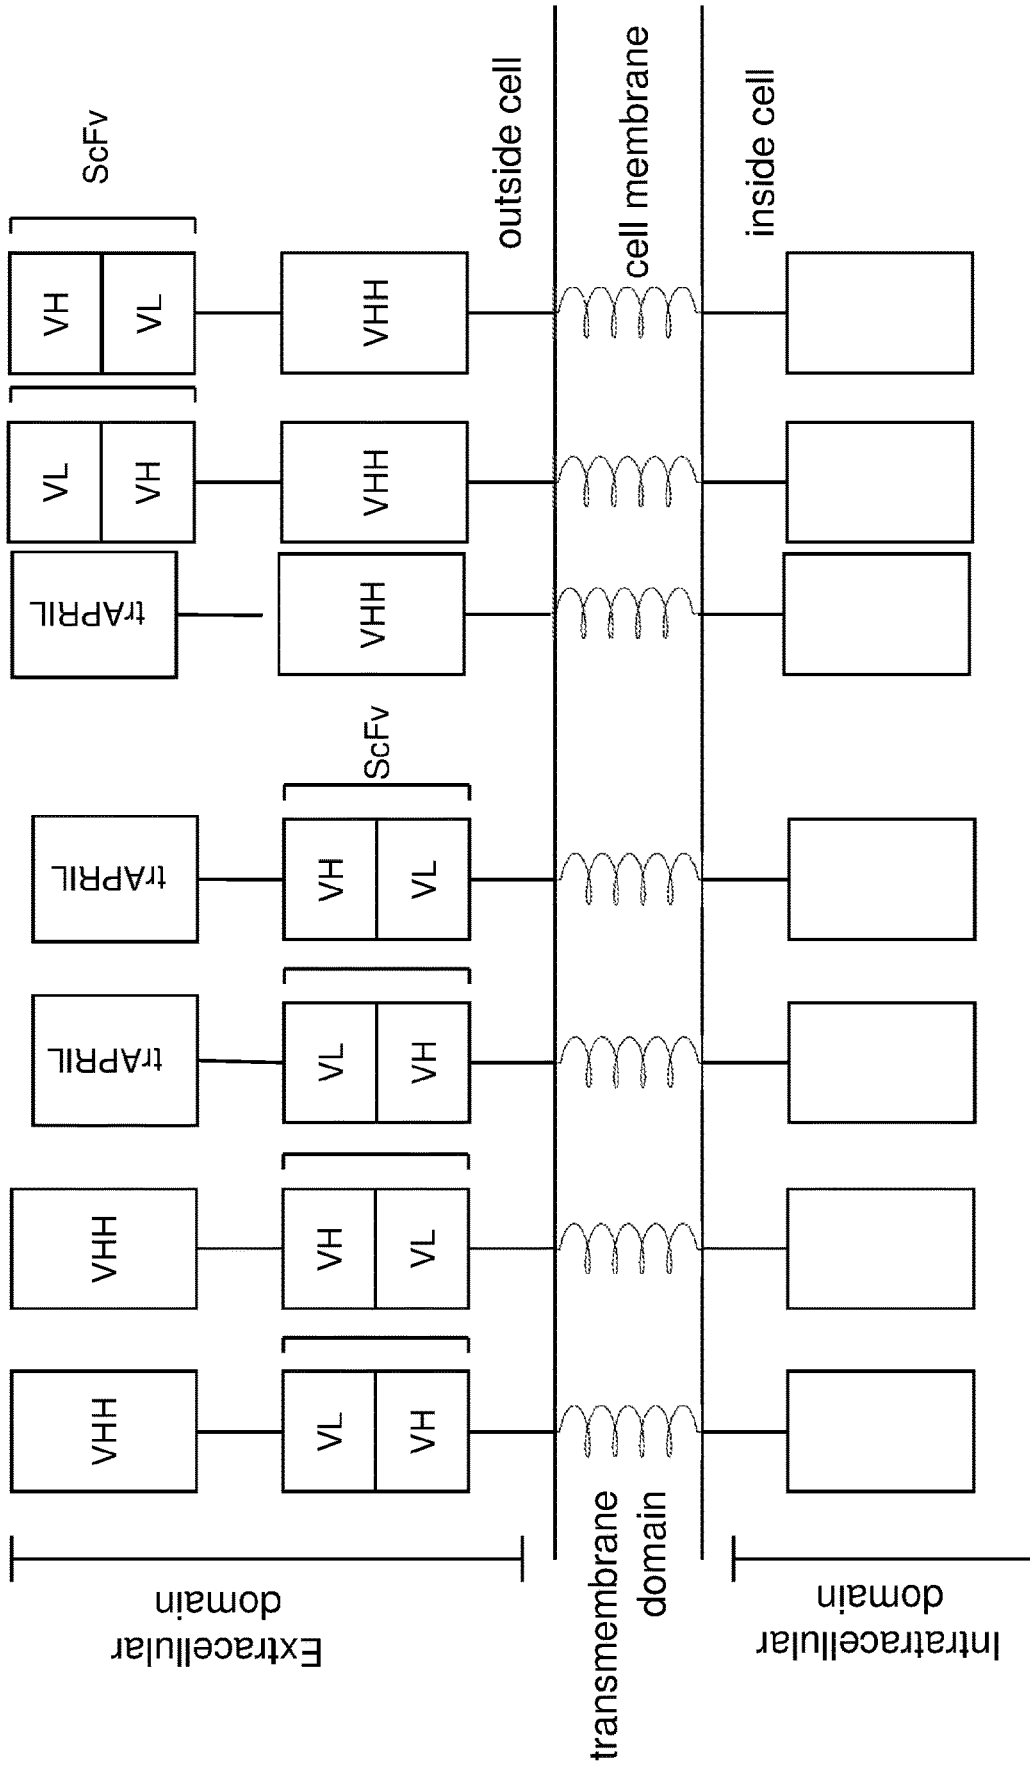 Extracellular
domain
transmembrane
domain
Intratracellular
domain
VHH
VL
VH
VHH
VH
VL
trAPRIL
VL
VH
trAPRIL
VH
VL
ScFv
trAPRIL
VHH
VL
VH
VHH
VH
VL
VHH
ScFv
outside cell
cell membrane
inside cell